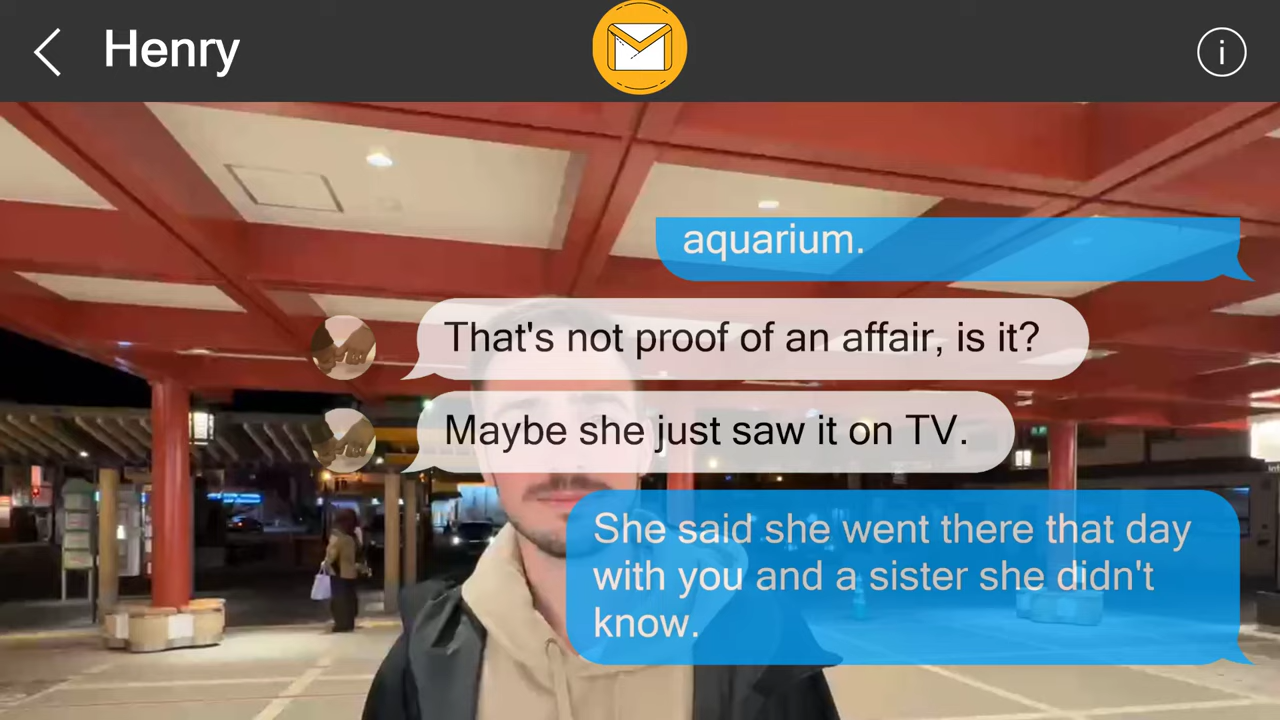 Henry
i
aquarium.
That's not proof of an affair, is it?
Maybe she just saw it on TV.
She said she went there that day
with you and a sister she didn't
know.